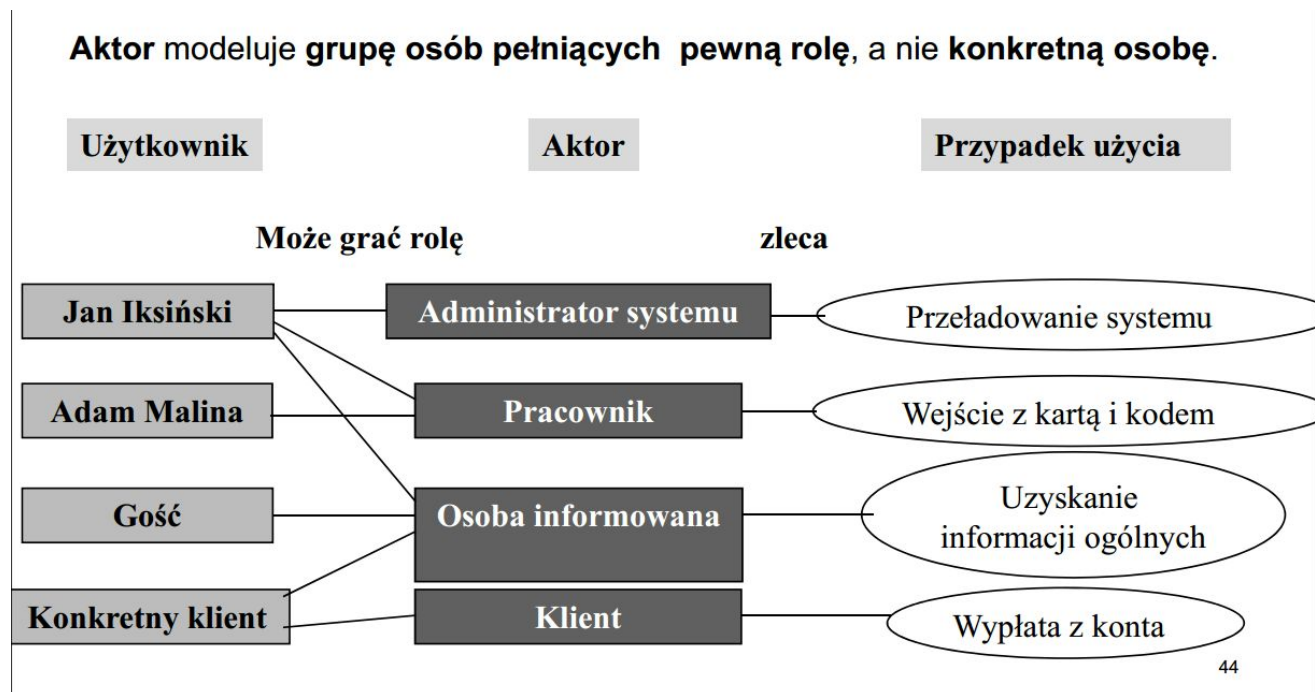 Aktor modeluje grupę osób pełniących pewną rolę, a nie konkretną osobę.
Użytkownik Aktor Przypadek użycia
Może grać rolę zleca
Jan Iksiński Administrator systemu Przeładowanie systemu
Adam Malina Pracownik Wejście z kartą i kodem
Gość Osoba informowana Uzyskanie
informacji ogólnych
Konkretny klient Klient Wypłata z konta
44